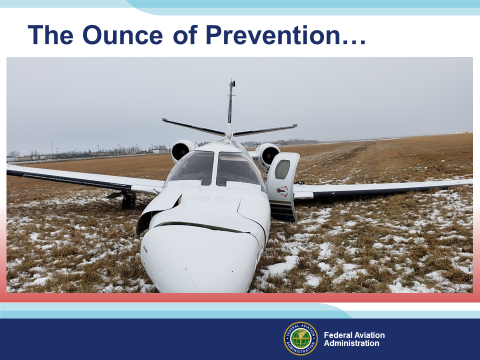 The Ounce of Prevention…
Federal Aviation
Administration